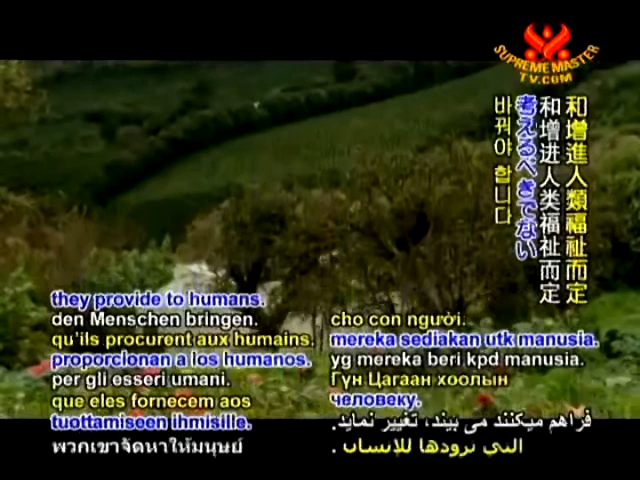 SUPREME MASTER
TV.COM
和增進人類福祉而定
和增进人类福祉而定
考えるべきでない
바꿔야 합니다
they provide to humans.
den Menschen bringen.
qu'ils procurent aux humains.
proporcionan a los humanos.
per gli esseri umani.
que eles fornecem aos
tuottamiseen ihmisille.
พวกเขาจัดหาให้มนุษย์
cho con người.
mereka sediakan utk manusia.
yg mereka beri kpd manusia.
Гүн Цагаан хоолын
человеку.
فراهم میکنند می بیند، تغییر نماید.
التي تزودها للإنسان .